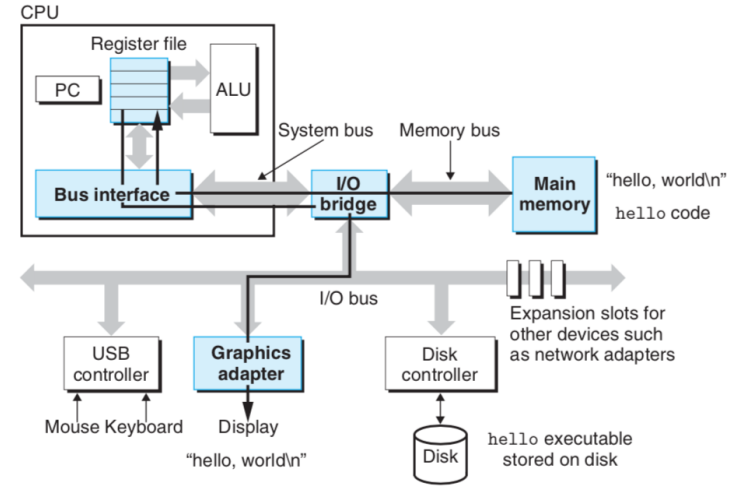 CPU
Register file
PC
ALU
System bus
Memory bus
Bus interface
I/O
bridge
Main
memory
“hello, world\n”
hello code
I/O bus
Expansion slots for
other devices such
as network adapters
USB
controller
Graphics
adapter
Disk
controller
Mouse Keyboard
Display
“hello, world\n”
Disk
hello executable
stored on disk